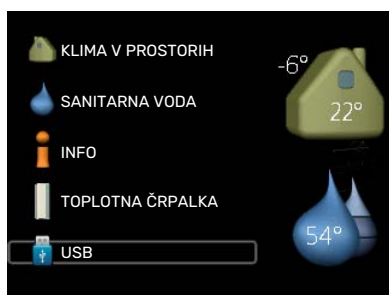 KLIMA V PROSTORIH
-6°
SANITARNA VODA
22°
INFO
TOPLOTNA ČRPALKA
54°
USB